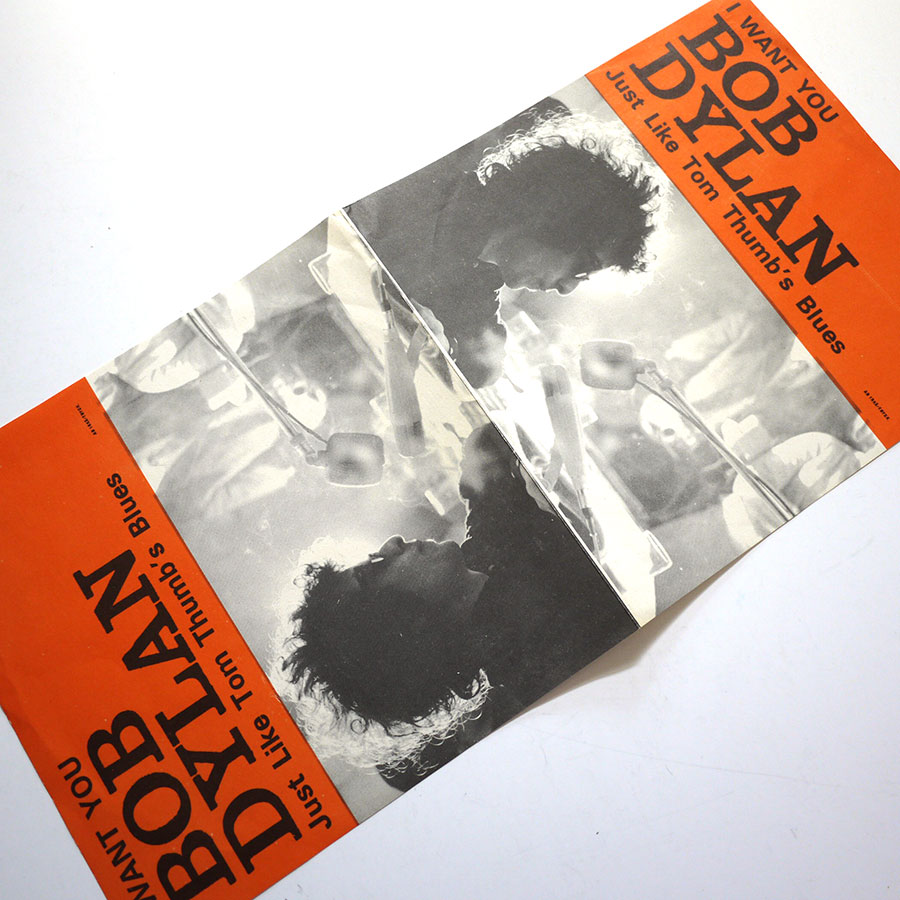 I WANT YOU
BOB
DYLAN
Just Like Tom Thumb's Blues
WANT YOU
BOB
DYLAN
Just Like Tom Thumb's Blues